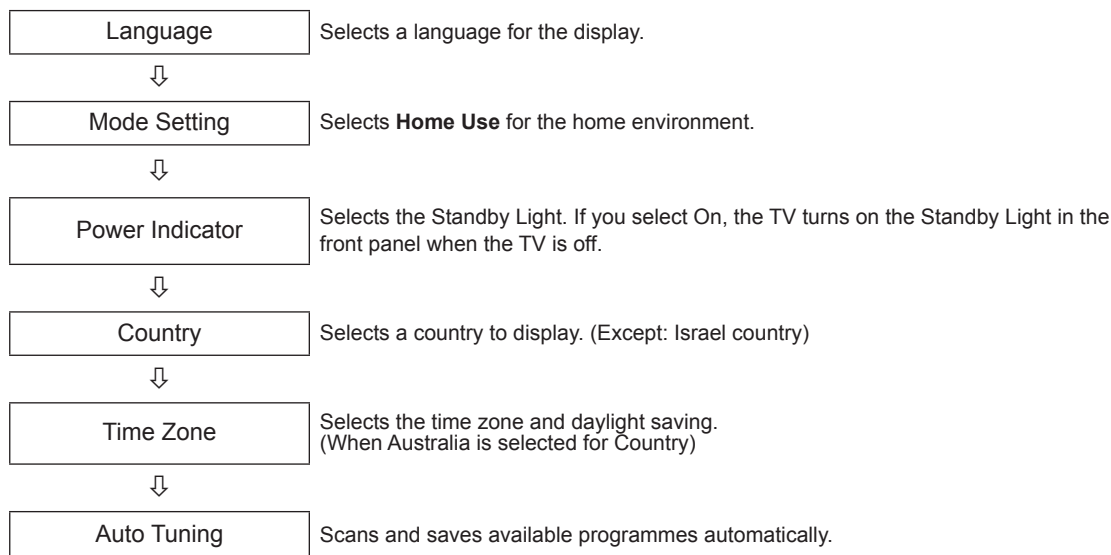 Language
Selects a language for the display.
⇩
Mode Setting
Selects Home Use for the home environment.
⇩
Power Indicator
Selects the Standby Light. If you select On, the TV turns on the Standby Light in the
front panel when the TV is off.
⇩
Country
Selects a country to display. (Except: Israel country)
⇩
Time Zone
Selects the time zone and daylight saving.
(When Australia is selected for Country)
⇩
Auto Tuning
Scans and saves available programmes automatically.